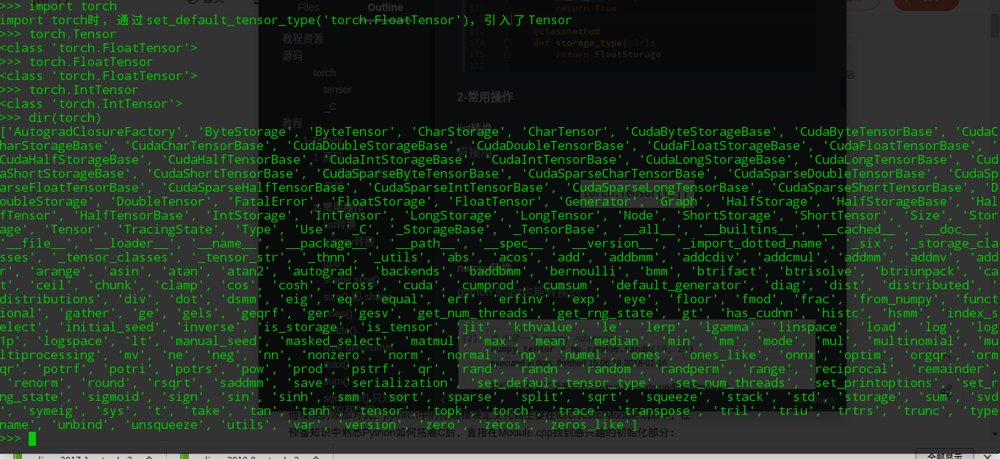 >>> import torch
import torch时, 通过set_default_tensor_type('torch.FloatTensor'), 引入了Tensor
>>> torch.Tensor
<class 'torch.FloatTensor'>
>>> torch.FloatTensor
<class 'torch.FloatTensor'>
>>> torch.IntTensor
<class 'torch.IntTensor'>
>>> dir(torch)
['AutogradClosureFactory', 'ByteStorage', 'ByteTensor', 'CharStorage', 'CharTensor', 'CudaByteStorageBase', 'CudaByteTensorBase', 'CudaC
harStorageBase', 'CudaCharTensorBase', 'CudaDoubleStorageBase', 'CudaDoubleTensorBase', 'CudaFloatStorageBase', 'CudaFloatTensorBase', '
CudaHalfStorageBase', 'CudaHalfTensorBase', 'CudaIntStorageBase', 'CudaIntTensorBase', 'CudaLongStorageBase', 'CudaLongTensorBase', 'Cud
aShortStorageBase', 'CudaShortTensorBase', 'CudaSparseByteTensorBase', 'CudaSparseCharTensorBase', 'CudaSparseDoubleTensorBase', 'CudaSp
arseFloatTensorBase', 'CudaSparseHalfTensorBase', 'CudaSparseIntTensorBase', 'CudaSparseLongTensorBase', 'CudaSparseShortTensorBase', 'D
oubleStorage', 'DoubleTensor', 'FatalError', 'FloatStorage', 'FloatTensor', 'Generator', 'Graph', 'HalfStorage', 'HalfStorageBase', 'Hal
fTensor', 'HalfTensorBase', 'IntStorage', 'IntTensor', 'LongStorage', 'LongTensor', 'Node', 'ShortStorage', 'ShortTensor', 'Size', 'Stor
age', 'Tensor', 'TracingState', 'Type', 'Use', '_C', '_StorageBase', '_TensorBase', '__all__', '__builtins__', '__cached__', '__doc__',
'__file__', '__loader__', '__name__', '__package__', '__path__', '__spec__', '__version__', '_import_dotted_name', '_six', '_storage_cla
sses', '_tensor_classes', '_tensor_str', '_thnn', '_utils', 'abs', 'acos', 'add', 'addbmm', 'addcdiv', 'addcmul', 'addmm', 'addmv', 'add
r', 'arange', 'asin', 'atan', 'atan2', 'autograd', 'backends', 'baddbmm', 'bernoulli', 'bmm', 'btrifact', 'btrisolve', 'btriunpack', 'ca
t', 'ceil', 'chunk', 'clamp', 'cos', 'cosh', 'cross', 'cuda', 'cumprod', 'cumsum', 'default_generator', 'diag', 'dist', 'distributed', '
distributions', 'div', 'dot', 'dsmm', 'eig', 'eq', 'equal', 'erf', 'erfinv', 'exp', 'eye', 'floor', 'fmod', 'frac', 'from_numpy', 'funct
ional', 'gather', 'ge', 'gels', 'geqrf', 'ger', 'gesv', 'get_num_threads', 'get_rng_state', 'gt', 'has_cudnn', 'histc', 'hsmm', 'index_s
elect', 'initial_seed', 'inverse', 'is_storage', 'is_tensor', 'jit', 'kthvalue', 'le', 'lerp', 'lgamma', 'linspace', 'load', 'log', 'log
1p', 'logspace', 'lt', 'manual_seed', 'masked_select', 'matmul', 'max', 'mean', 'median', 'min', 'mm', 'mode', 'mul', 'multinomial', 'mu
ltiprocessing', 'mv', 'ne', 'neg', 'nn', 'nonzero', 'norm', 'normal', 'np', 'numel', 'ones', 'ones_like', 'onnx', 'optim', 'orgqr', 'orm
qr', 'potrf', 'potri', 'potrs', 'pow', 'prod', 'pstrf', 'qr', 'rand', 'randn', 'random', 'randperm', 'range', 'reciprocal', 'remainder',
'renorm', 'round', 'rsqrt', 'saddmm', 'save', 'serialization', 'set_default_tensor_type', 'set_num_threads', 'set_printoptions', 'set_r
ng_state', 'sigmoid', 'sign', 'sin', 'sinh', 'smm', 'sort', 'sparse', 'split', 'sqrt', 'squeeze', 'stack', 'std', 'storage', 'sum', 'svd
', 'symeig', 'sys', 't', 'take', 'tan', 'tanh', 'tensor', 'topk', 'torch', 'trace', 'transpose', 'tril', 'triu', 'trtrs', 'trunc', 'type
name', 'unbind', 'unsqueeze', 'utils', 'var', 'version', 'zero', 'zeros', 'zeros_like']
>>>
Files
Outline
教程资源
源码
torch
tensor
_C
教程
return True
@classmethod
def storage_type(cls):
return FloatStorage
2-常用操作
预备知识中熟悉Python如何拓展C后，直接在Module.cpp找到感兴趣的初始化部分：
全部显示